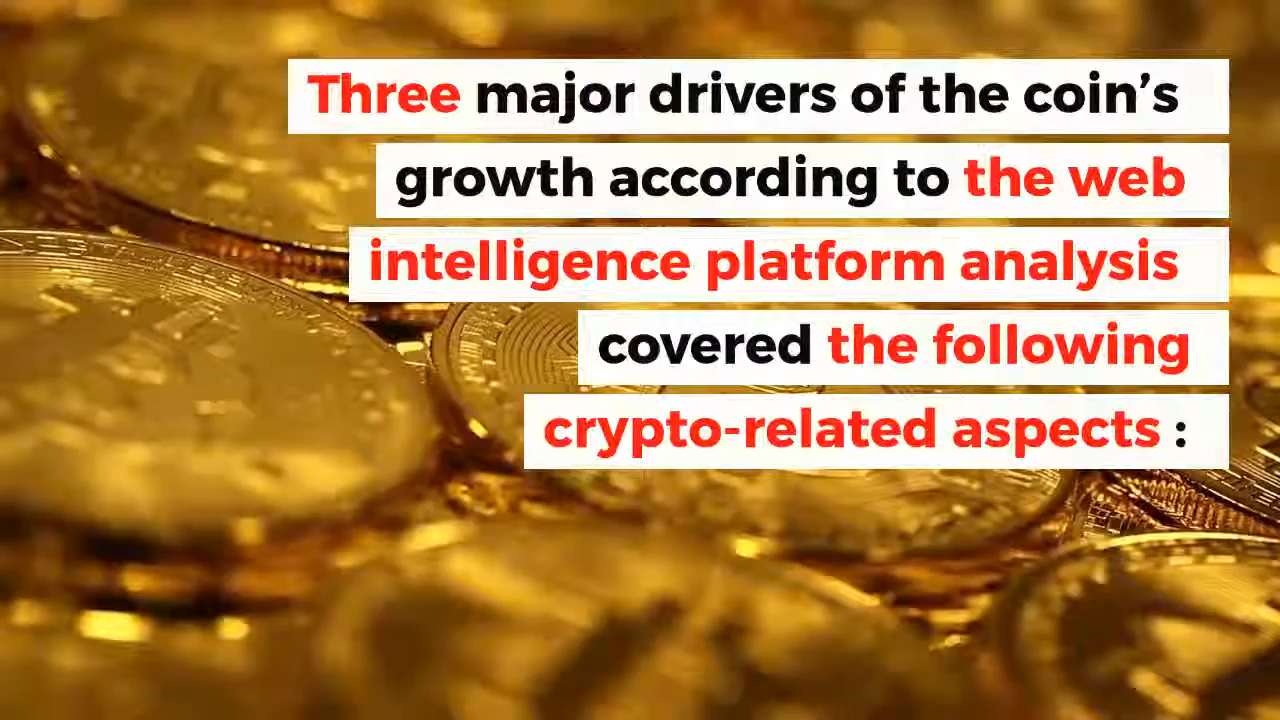 Three major drivers of the coin’s
growth according to the web
intelligence platform analysis
covered the following
crypto-related aspects :